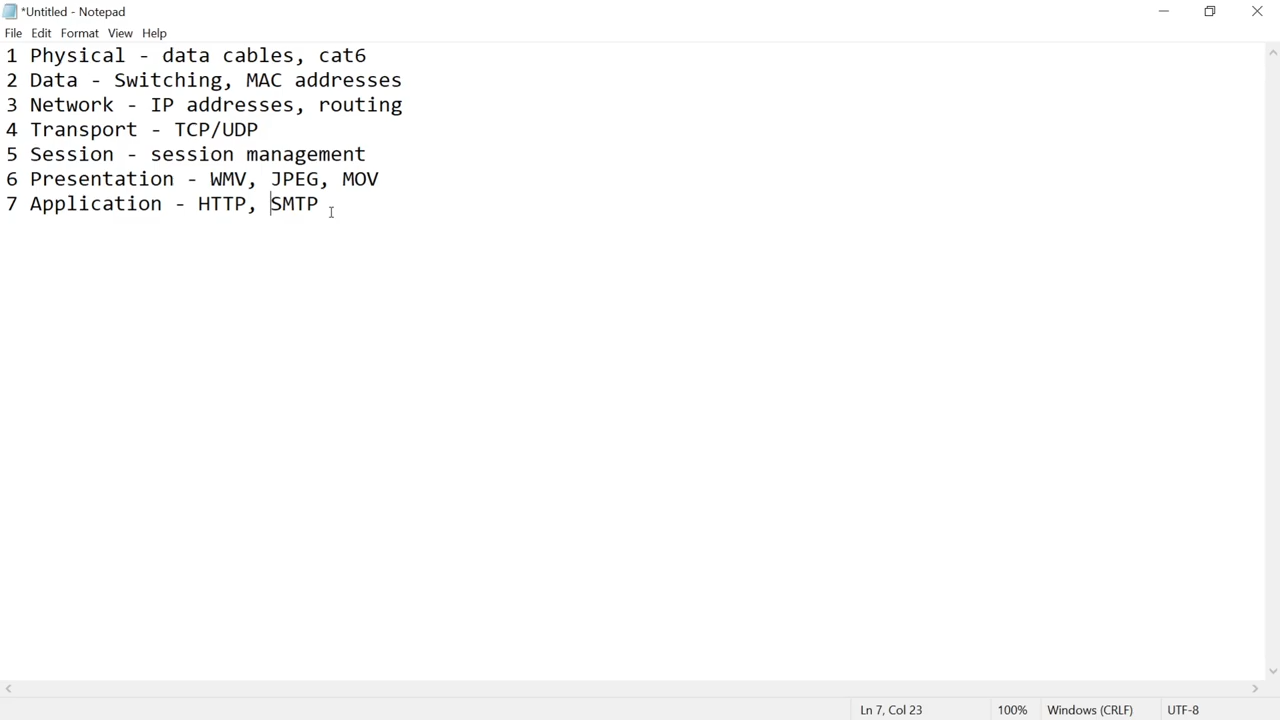 *Untitled - Notepad
File Edit Format View Help
1 Physical - data cables, cat6
2 Data - Switching, MAC addresses
3 Network - IP addresses, routing
4 Transport - TCP/UDP
5 Session - session management
6 Presentation - WMV, JPEG, MOV
7 Application - HTTP, SMTP
Ln 7, Col 23 100% Windows (CRLF) UTF-8